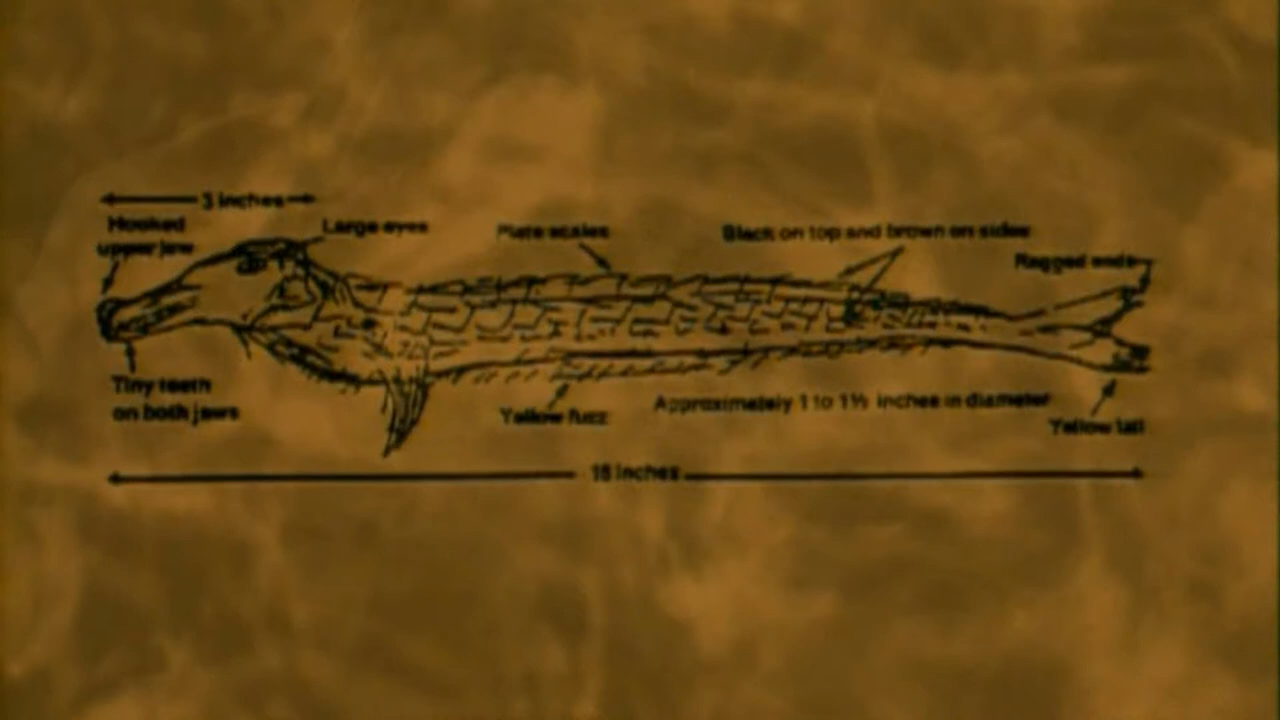 3 inches
Hooked
upper jaw
Large eyes
Plate scales
Black on top and brown on sides
Ragged ends
Tiny teeth
on both jaws
Yellow fuzz
Approximately 1 to 1½ inches in diameter
Yellow tail
inches